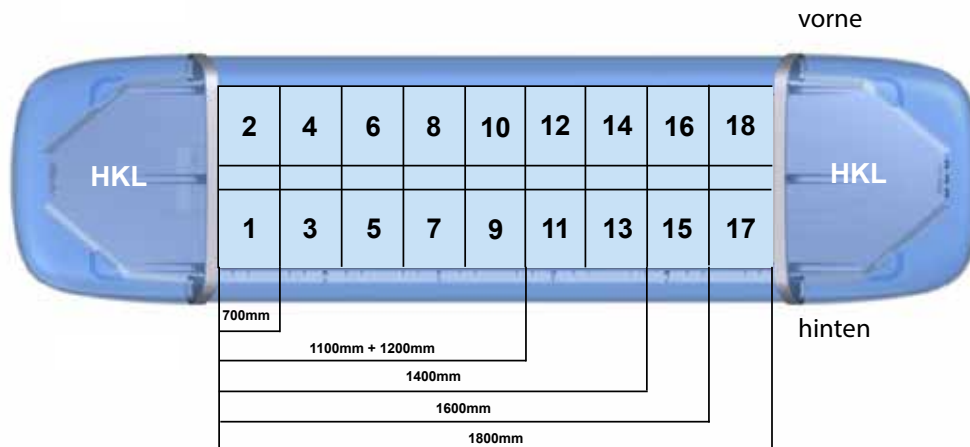 vorne
2 4 6 8 10 12 14 16 18
HKL HKL
1 3 5 7 9 11 13 15 17
hinten
700mm
1100mm + 1200mm
1400mm
1600mm
1800mm